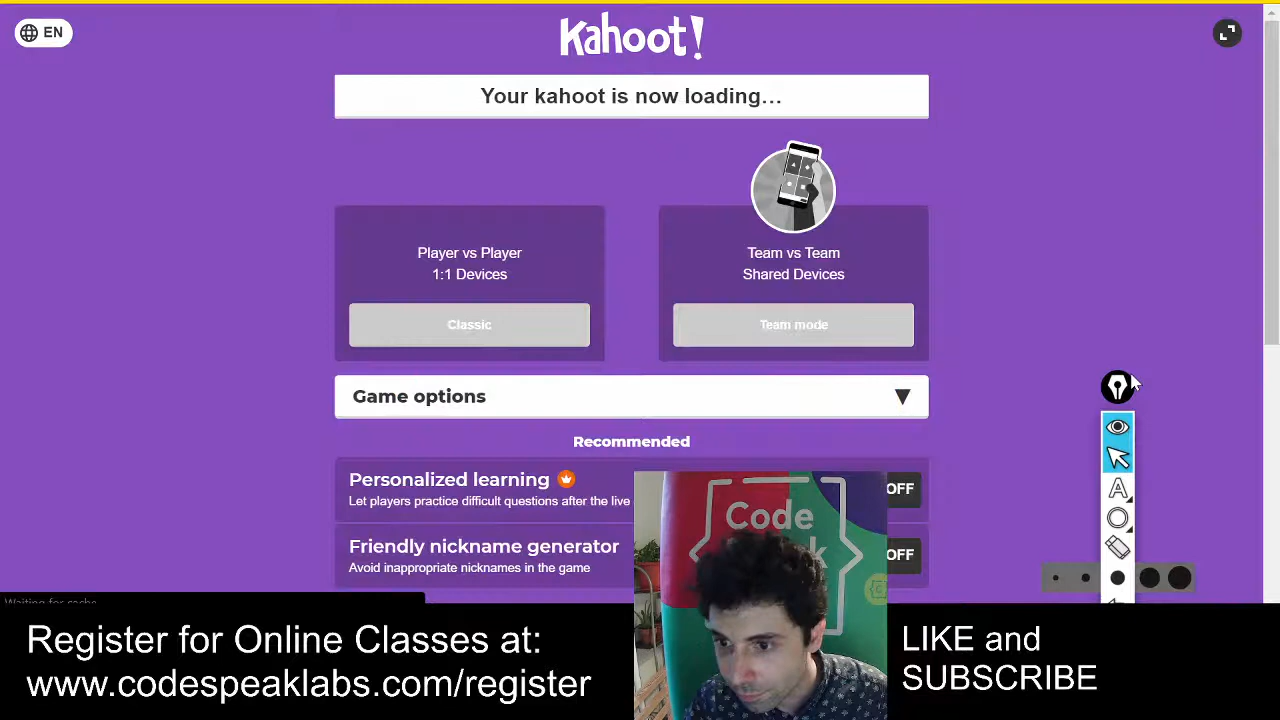 EN
Kahoot!
Your kahoot is now loading...
Player vs Player
1:1 Devices
Classic
Team vs Team
Shared Devices
Team mode
Game options
Recommended
Personalized learning
Let players practice difficult questions after the live
OFF
Friendly nickname generator
Avoid inappropriate nicknames in the game
OFF
Code
A
Waiting for cache
Register for Online Classes at:
www.codespeaklabs.com/register
LIKE and
SUBSCRIBE